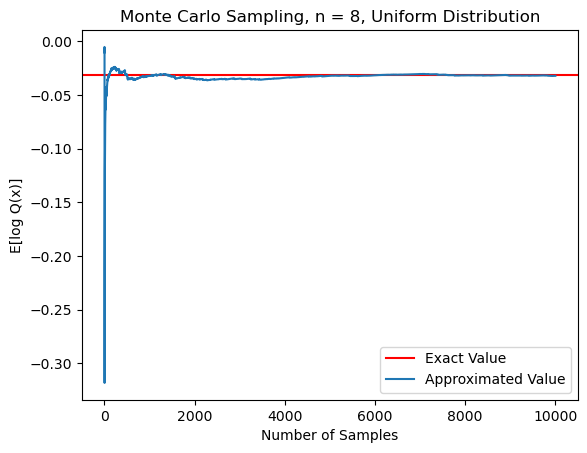 Monte Carlo Sampling, n = 8, Uniform Distribution
0.00
−0.05
−0.10
−0.15
−0.20
−0.25
−0.30
E[log Q(x)]
Exact Value
Approximated Value
0 2000 4000 6000 8000 10000
Number of Samples